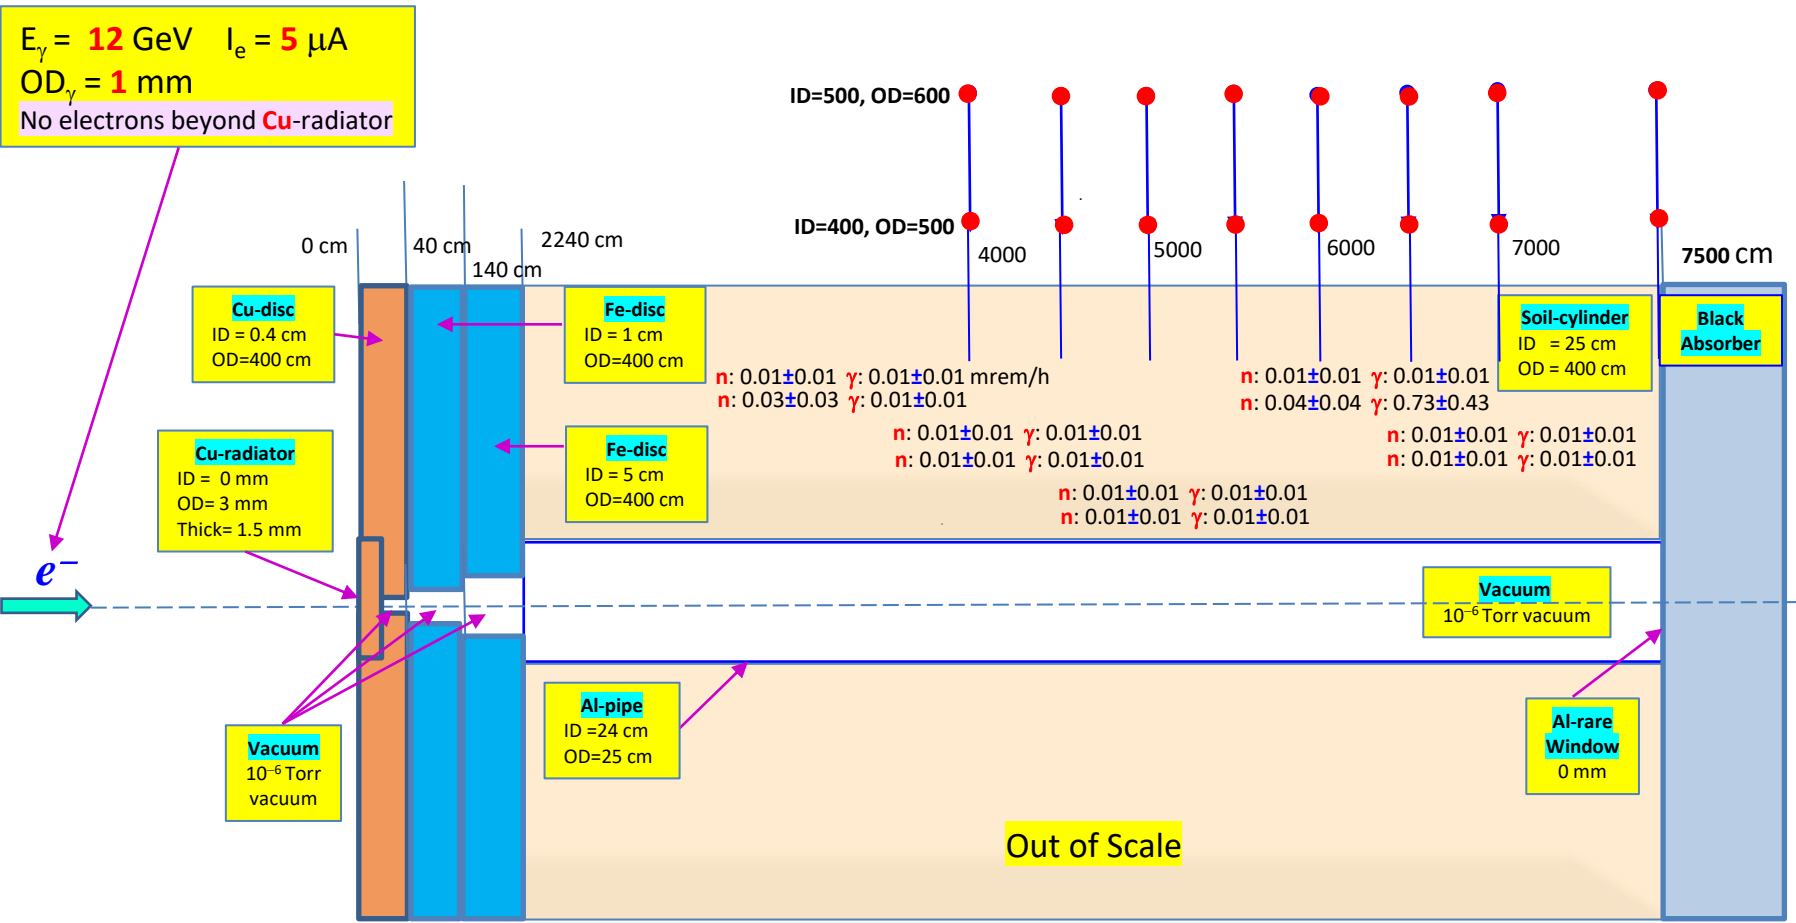 Eγ = 12 GeV Ie = 5 μA
ODγ = 1 mm
No electrons beyond Cu-radiator
ID=500, OD=600
ID=400, OD=500
0 cm
40 cm
140 cm
2240 cm
4000
5000
6000
7000
7500 cm
Cu-disc
ID = 0.4 cm
OD=400 cm
Fe-disc
ID = 1 cm
OD=400 cm
Soil-cylinder
ID = 25 cm
OD = 400 cm
Black
Absorber
n: 0.01±0.01 γ: 0.01±0.01 mrem/h
n: 0.03±0.03 γ: 0.01±0.01
n: 0.01±0.01 γ: 0.01±0.01
n: 0.04±0.04 γ: 0.73±0.43
n: 0.01±0.01 γ: 0.01±0.01
n: 0.01±0.01 γ: 0.01±0.01
n: 0.01±0.01 γ: 0.01±0.01
n: 0.01±0.01 γ: 0.01±0.01
n: 0.01±0.01 γ: 0.01±0.01
n: 0.01±0.01 γ: 0.01±0.01
Cu-radiator
ID = 0 mm
OD= 3 mm
Thick= 1.5 mm
Fe-disc
ID = 5 cm
OD=400 cm
e−
Vacuum
10−6 Torr vacuum
Vacuum
10−6 Torr
vacuum
Al-pipe
ID =24 cm
OD=25 cm
Al-rare
Window
0 mm
Out of Scale